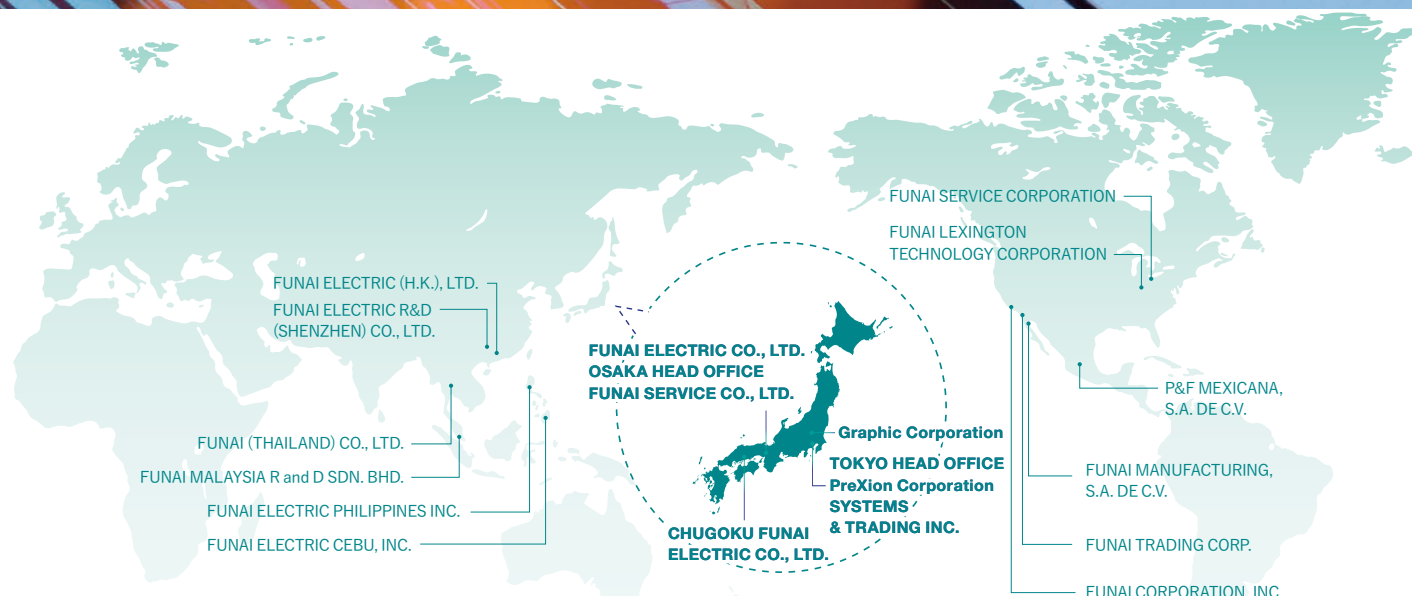 FUNAI SERVICE CORPORATION
FUNAI LEXINGTON
TECHNOLOGY CORPORATION
FUNAI ELECTRIC (H.K.), LTD.
FUNAI ELECTRIC R&D
(SHENZHEN) CO., LTD.
FUNAI ELECTRIC CO., LTD.
OSAKA HEAD OFFICE
FUNAI SERVICE CO., LTD.
P&F MEXICANA,
S.A. DE C.V.
FUNAI (THAILAND) CO., LTD.
FUNAI MALAYSIA R and D SDN. BHD.
FUNAI ELECTRIC PHILIPPINES INC.
FUNAI ELECTRIC CEBU, INC.
Graphic Corporation
TOKYO HEAD OFFICE
PreXion Corporation
SYSTEMS
& TRADING INC.
CHUGOKU FUNAI
ELECTRIC CO., LTD.
FUNAI MANUFACTURING,
S.A. DE C.V.
FUNAI TRADING CORP.
FUNAI CORPORATION, INC